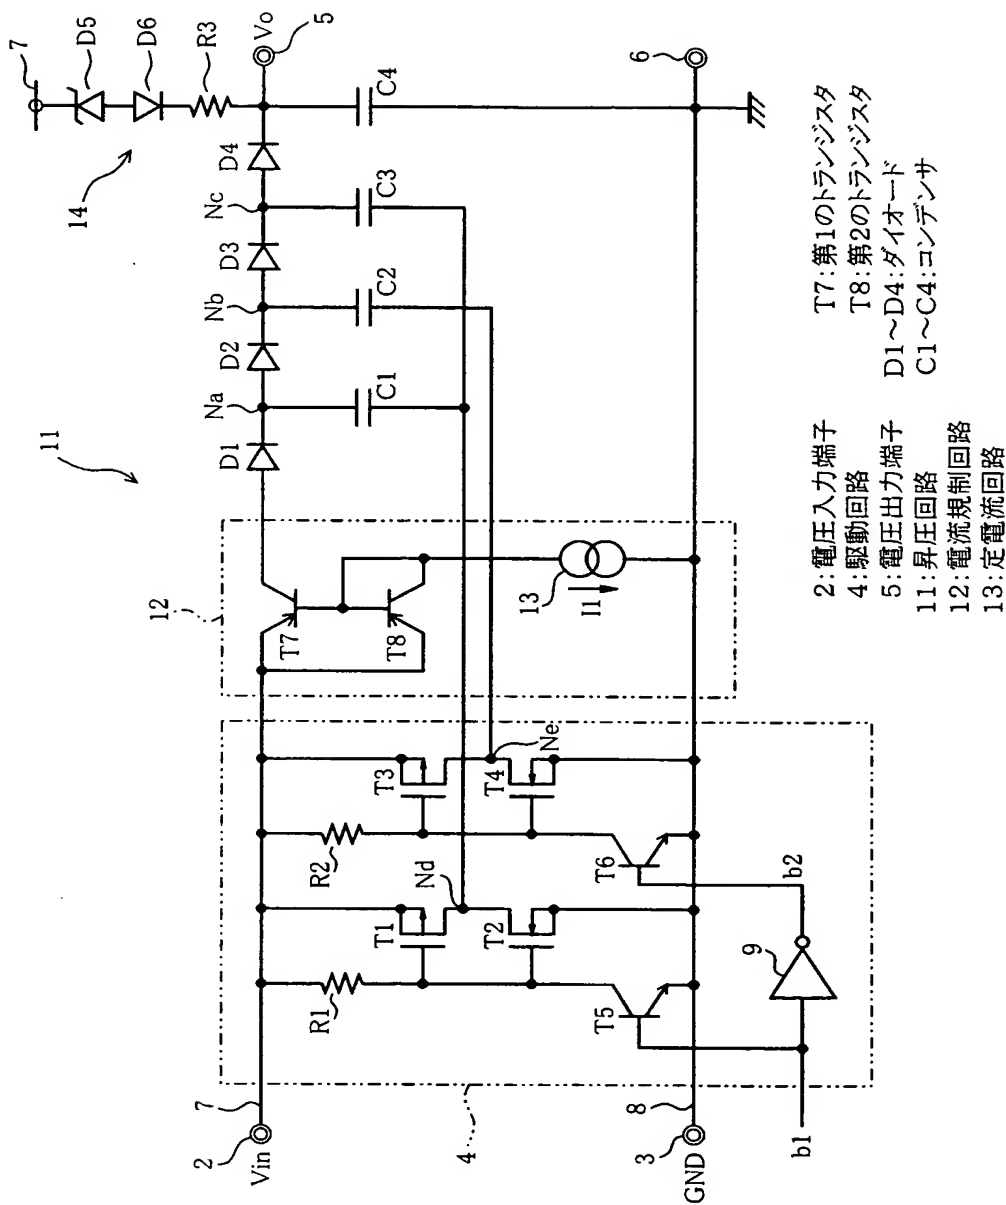 11
14
7
D5
D6
R3
Vo
5
12
T7
T8
D1
Na
D2
Nb
D3
Nc
D4
C1
C2
C3
C4
13
I1
2
Vin
7
R1
R2
T1
T2
T3
T4
Nd
Ne
T5
T6
4
3
GND
8
6
b1
9
b2
2:電圧入力端子
4:駆動回路
5:電圧出力端子
11:昇圧回路
12:電流規制回路
13:定電流回路
T7:第1のトランジスタ
T8:第2のトランジスタ
D1~D4:ダイオード
C1~C4:コンデンサ